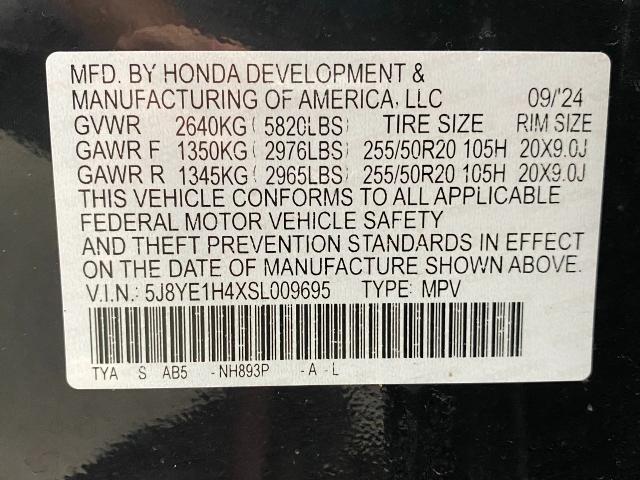 MFD. BY HONDA DEVELOPMENT &
MANUFACTURING OF AMERICA, LLC 09/'24
GVWR 2640KG (5820LBS) TIRE SIZE RIM SIZE
GAWR F 1350KG (2976LBS) 255/50R20 105H 20X9.0J
GAWR R 1345KG (2965LBS) 255/50R20 105H 20X9.0J
THIS VEHICLE CONFORMS TO ALL APPLICABLE
FEDERAL MOTOR VEHICLE SAFETY
AND THEFT PREVENTION STANDARDS IN EFFECT
ON THE DATE OF MANUFACTURE SHOWN ABOVE.
V.I.N.: 5J8YE1H4XSL009695 TYPE: MPV
TYA S AB5 -NH893P -A -L